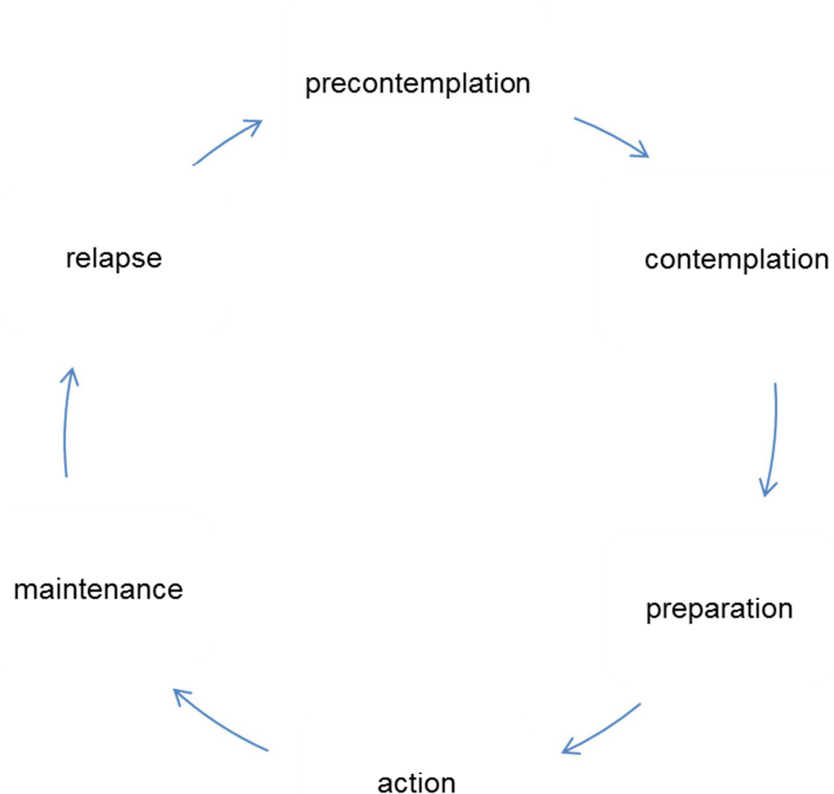 precontemplation
contemplation
preparation
action
maintenance
relapse